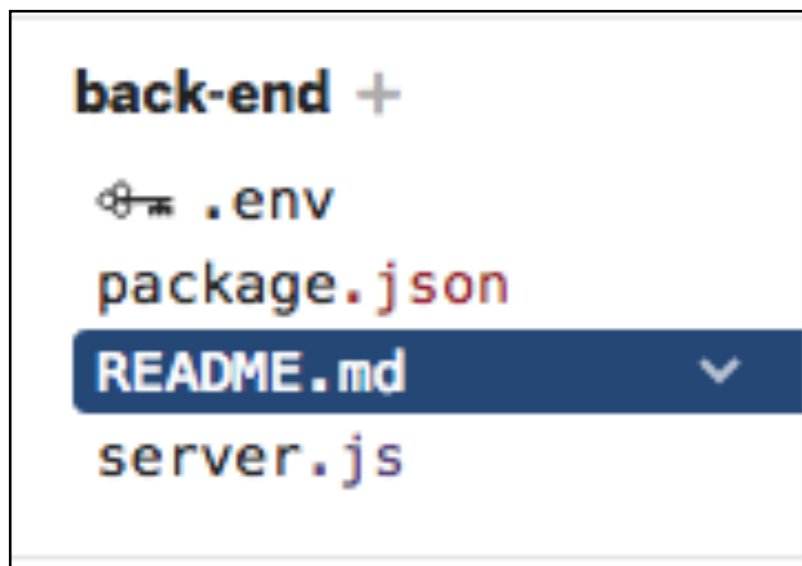 back-end +
.env
package.json
README.md
server.js